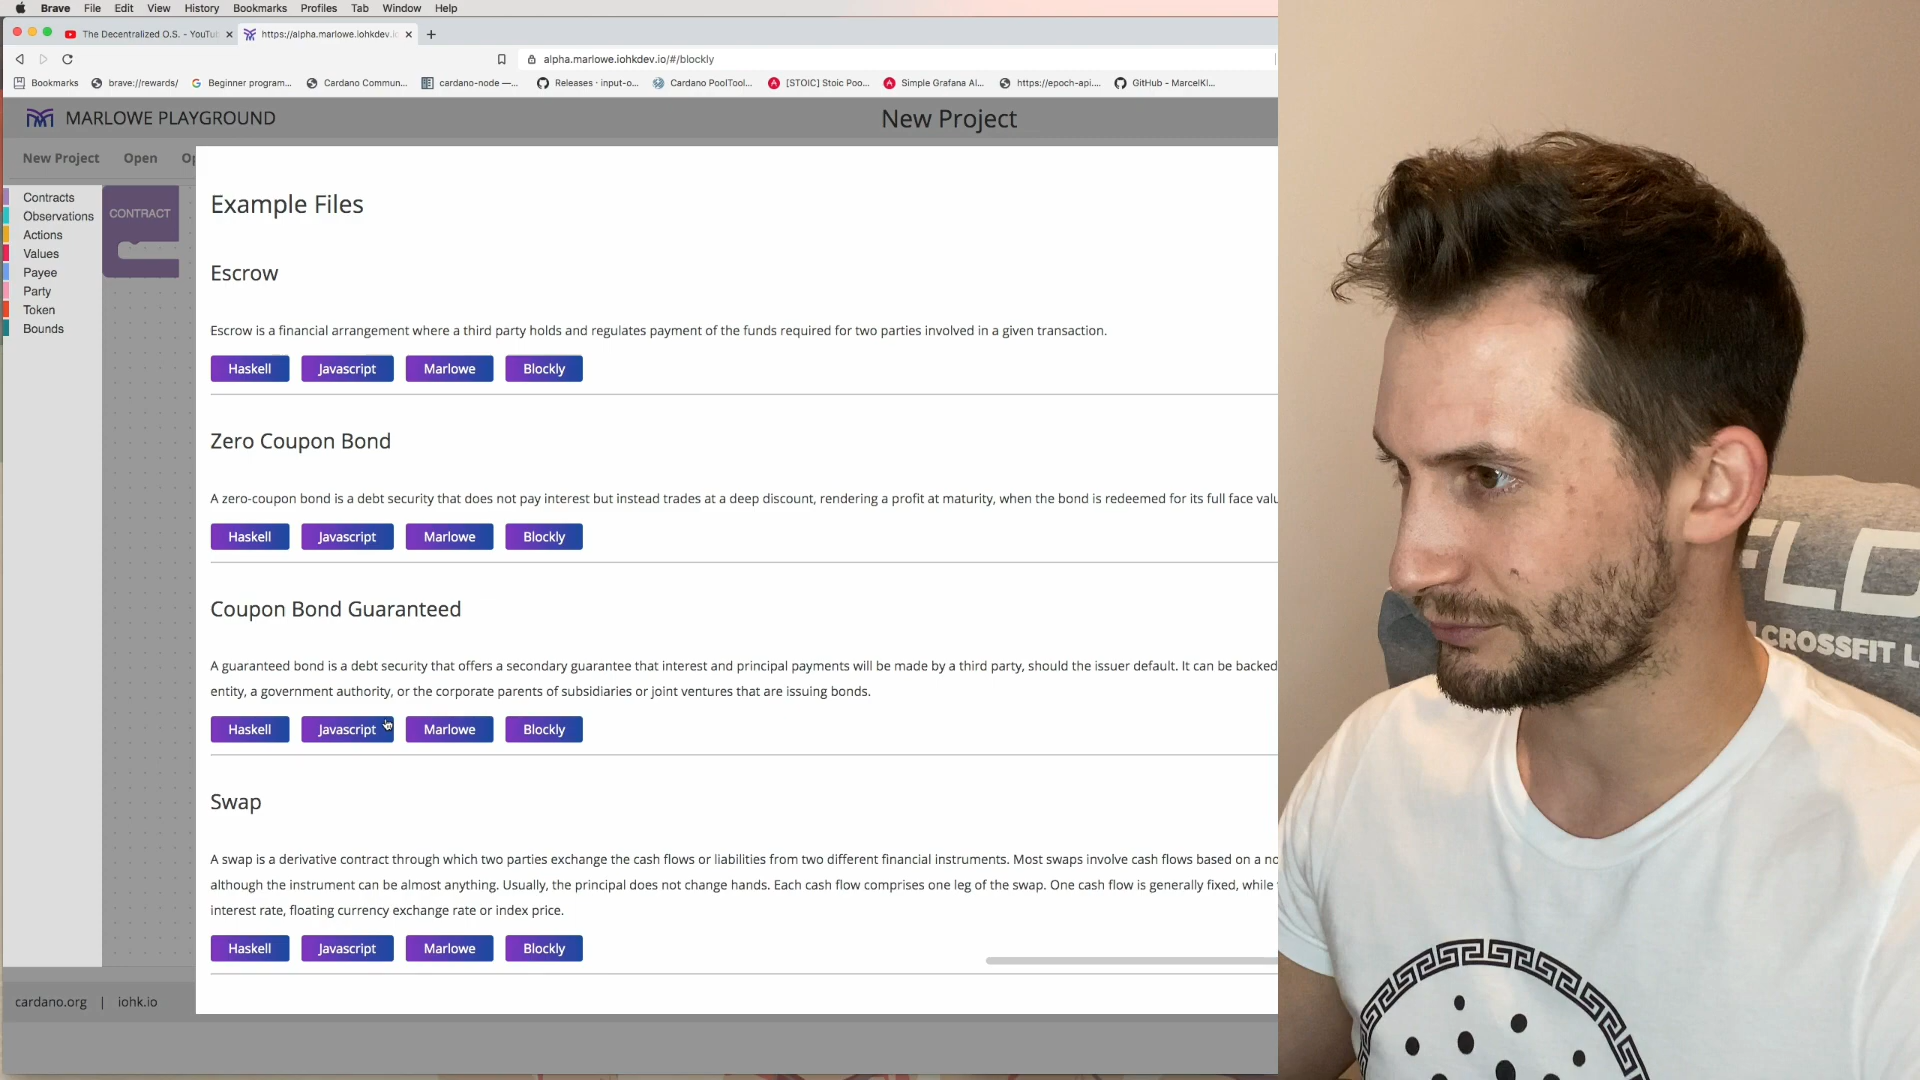 Brave File Edit View History Bookmarks Profiles Tab Window Help
The Decentralized O.S. - YouTu
https://alpha.marlowe.iohkdev.io
alpha.marlowe.iohkdev.io/#/blockly
Bookmarks brave://rewards/ Beginner program... Cardano Commun... cardano-node —... Releases · input-o... Cardano PoolTool... [STOIC] Stoic Poo... Simple Grafana Al... https://epoch-api.... GitHub - MarcelKl...
MARLOWE PLAYGROUND
New Project
New Project Open Op
Contracts
Observations
Actions
Values
Payee
Party
Token
Bounds
CONTRACT
Example Files
Escrow
Escrow is a financial arrangement where a third party holds and regulates payment of the funds required for two parties involved in a given transaction.
Haskell Javascript Marlowe Blockly
Zero Coupon Bond
A zero-coupon bond is a debt security that does not pay interest but instead trades at a deep discount, rendering a profit at maturity, when the bond is redeemed for its full face valu
Haskell Javascript Marlowe Blockly
Coupon Bond Guaranteed
A guaranteed bond is a debt security that offers a secondary guarantee that interest and principal payments will be made by a third party, should the issuer default. It can be backed
entity, a government authority, or the corporate parents of subsidiaries or joint ventures that are issuing bonds.
Haskell Javascript Marlowe Blockly
Swap
A swap is a derivative contract through which two parties exchange the cash flows or liabilities from two different financial instruments. Most swaps involve cash flows based on a no
although the instrument can be almost anything. Usually, the principal does not change hands. Each cash flow comprises one leg of the swap. One cash flow is generally fixed, while
interest rate, floating currency exchange rate or index price.
Haskell Javascript Marlowe Blockly
cardano.org | iohk.io
FLO
CROSSFIT L